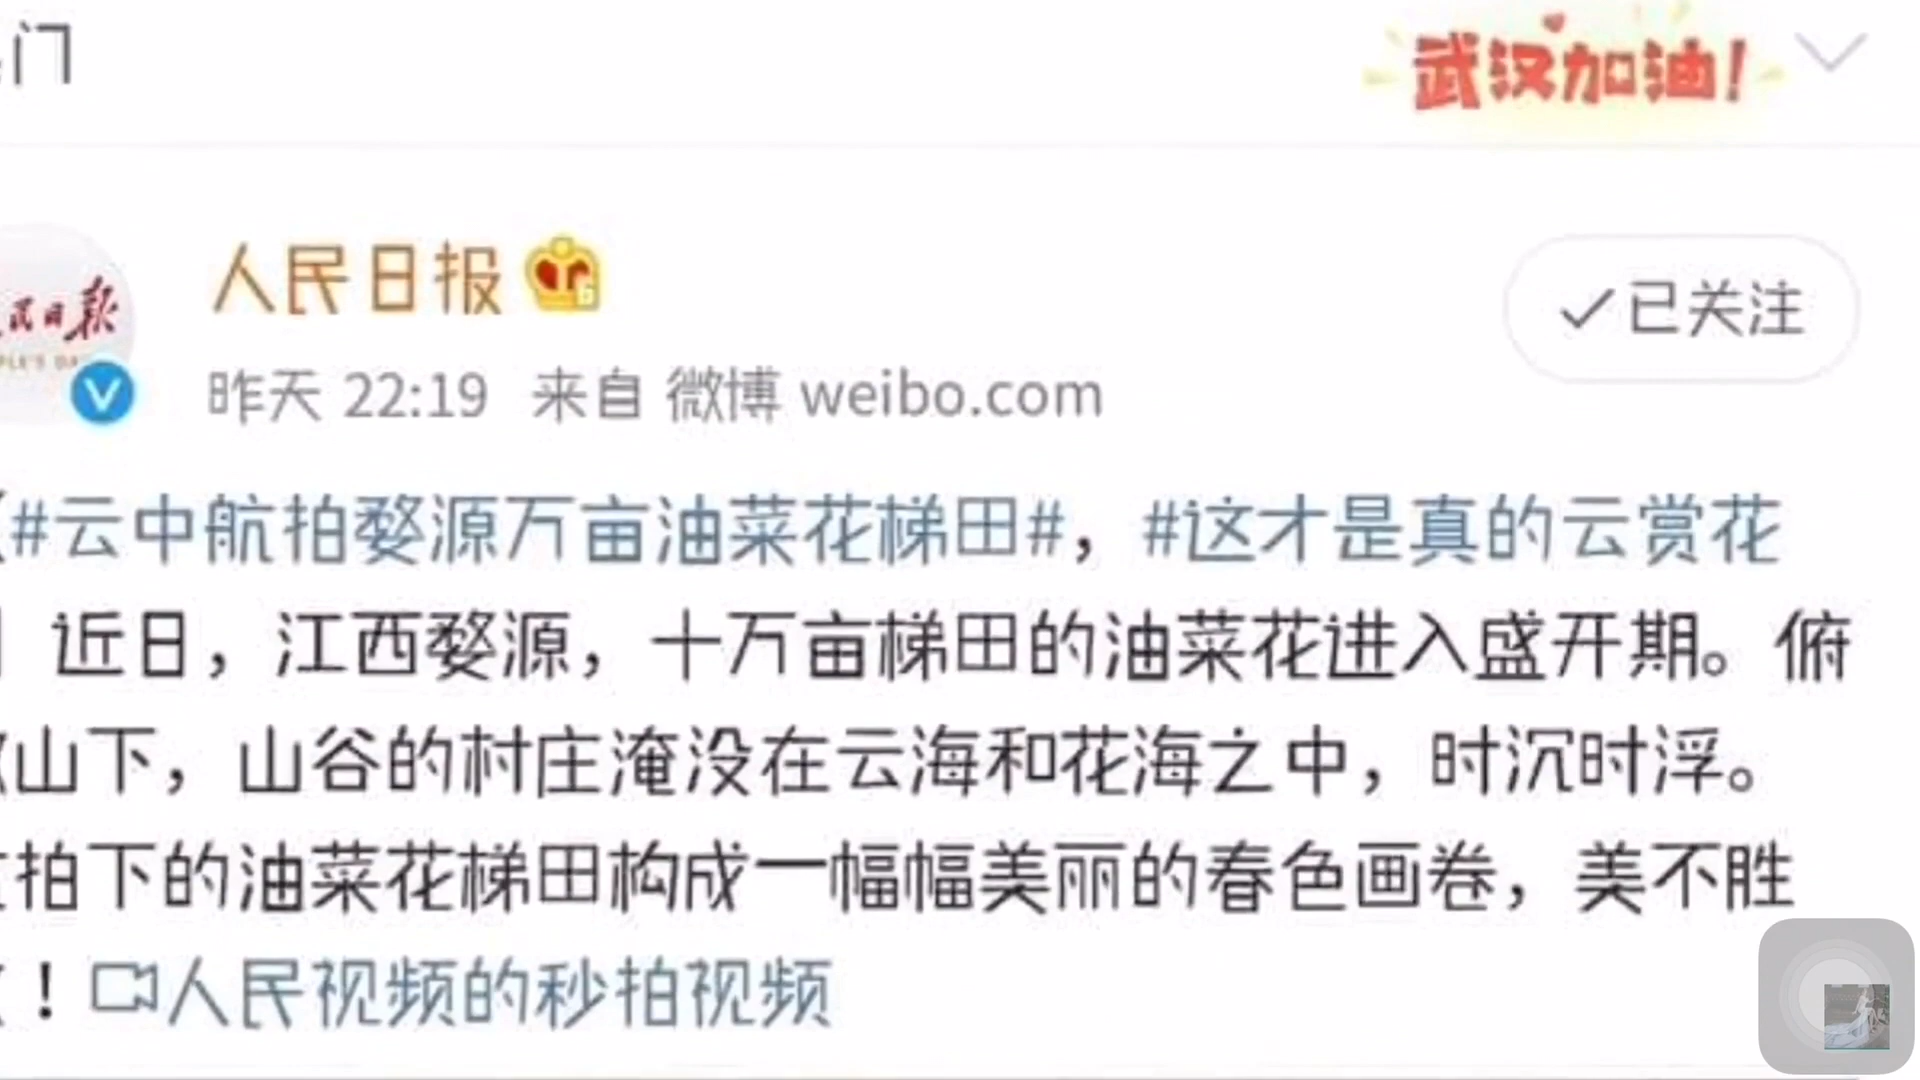 门
武汉加油!
人民日报
民日报
已关注
昨天 22:19 来自 微博 weibo.com
#云中航拍婺源万亩油菜花梯田#，#这才是真的云赏花
近日，江西婺源，十万亩梯田的油菜花进入盛开期。俯
山下，山谷的村庄淹没在云海和花海之中，时沉时浮。
拍下的油菜花梯田构成一幅幅美丽的春色画卷，美不胜
！人民视频的秒拍视频